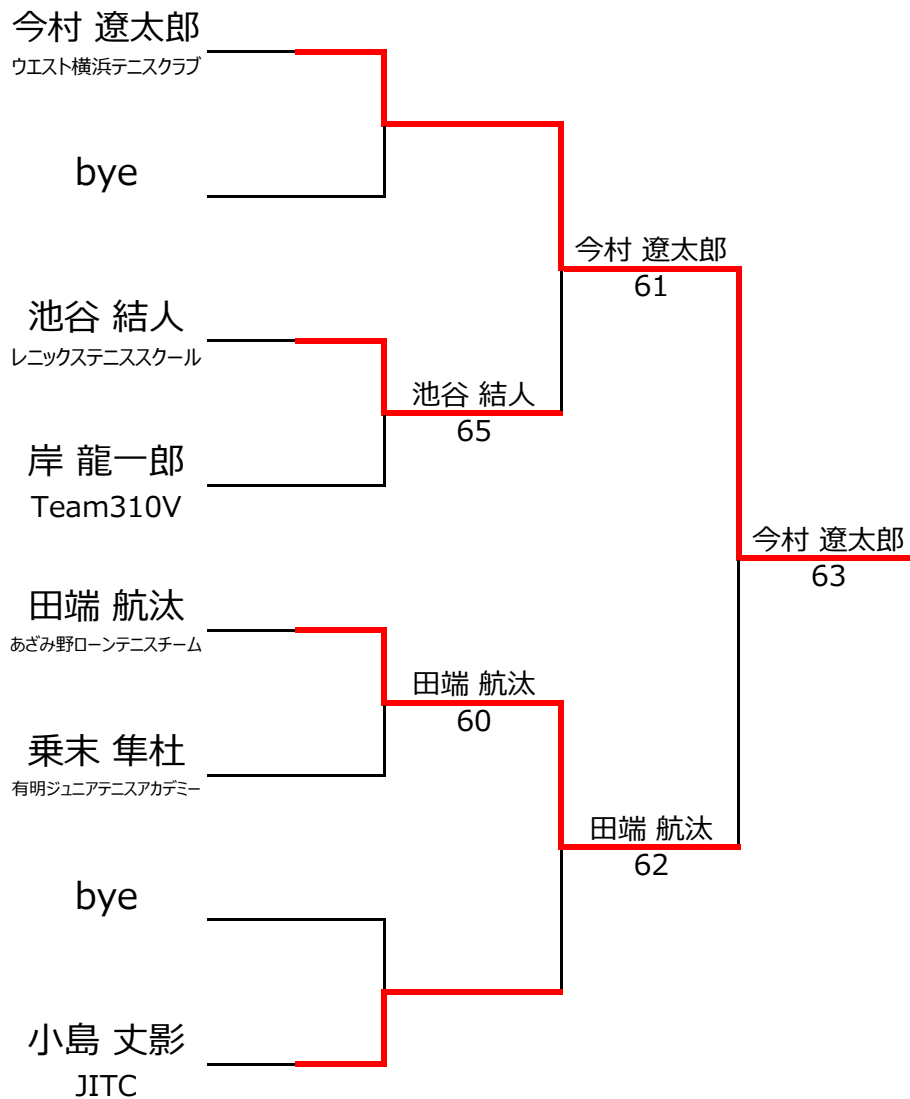 今村 遼太郎
ウエスト横浜テニスクラブ
bye
今村 遼太郎
61
池谷 結人
レニックステニススクール
池谷 結人
65
岸 龍一郎
Team310V
今村 遼太郎
63
田端 航汰
あざみ野ローンテニスチーム
田端 航汰
60
乗末 隼杜
有明ジュニアテニスアカデミー
田端 航汰
62
bye
小島 丈影
JITC